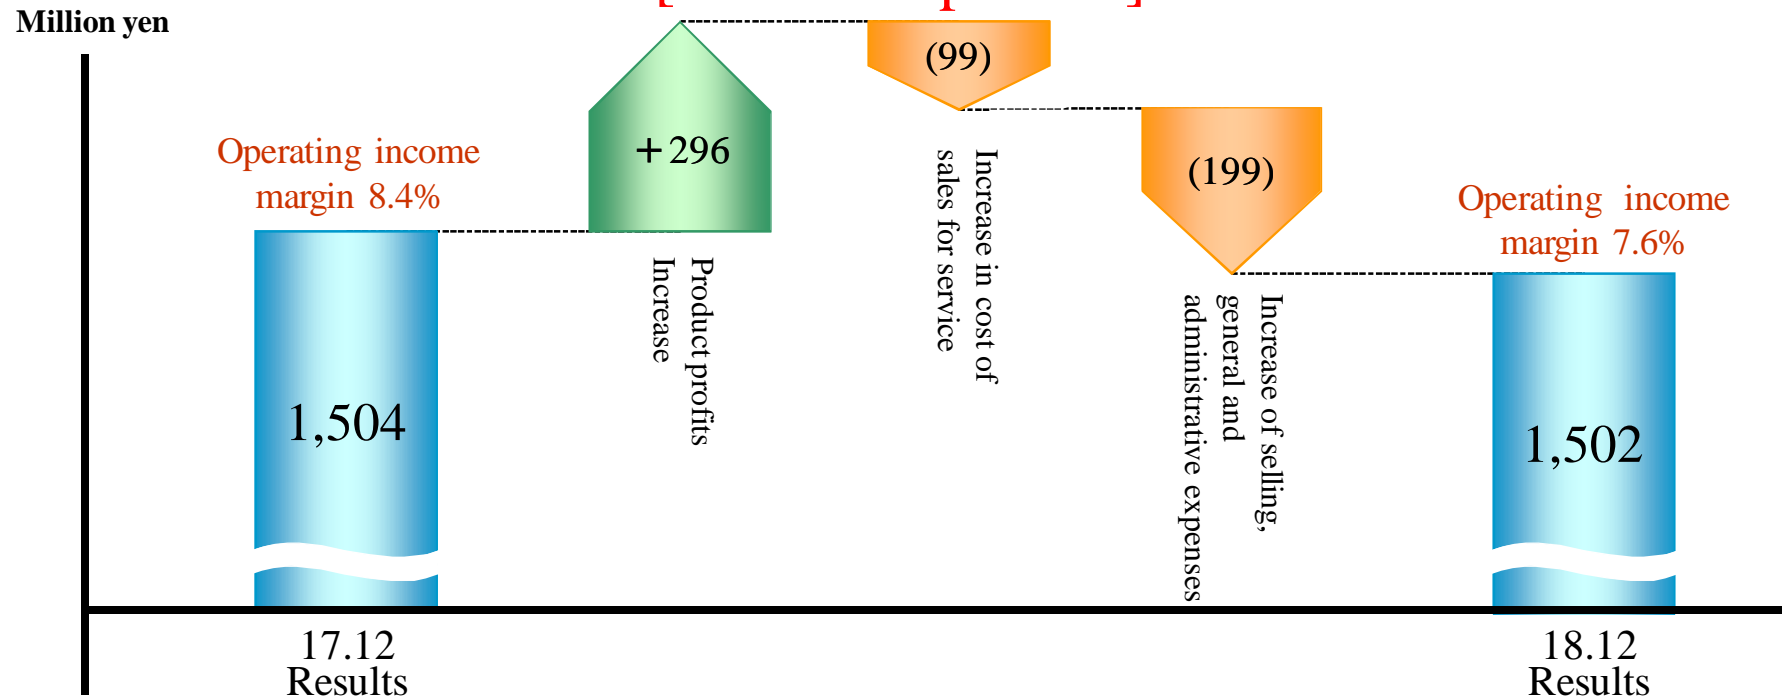 Million yen
(99)
+296
(199)
Operating income
margin 8.4%
Operating income
margin 7.6%
Increase in cost of
sales for service
Product profits
Increase
Increase of selling,
general and
administrative expenses
1,504
1,502
17.12
Results
18.12
Results